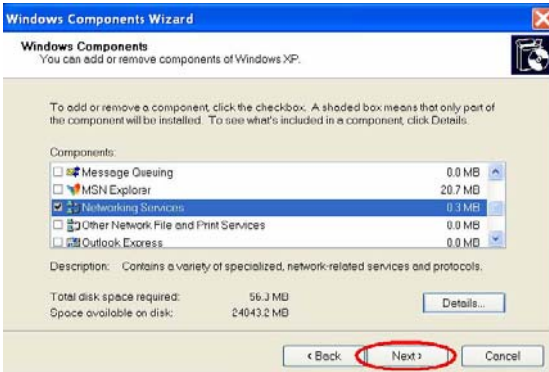 Windows Components Wizard
Windows Components
You can add or remove components of Windows XP.
To add or remove a component, click the checkbox. A shaded box means that only part of
the component will be installed. To see what's included in a component, click Details.
Components:
Message Queuing 0.0 MB
MSN Explorer 20.7 MB
Networking Services 0.3 MB
Other Network File and Print Services 0.0 MB
Outlook Express 0.0 MB
Description: Contains a variety of specialized, network-related services and protocols.
Total disk space required: 56.3 MB
Space available on disk: 24043.2 MB
Details...
< Back Next > Cancel